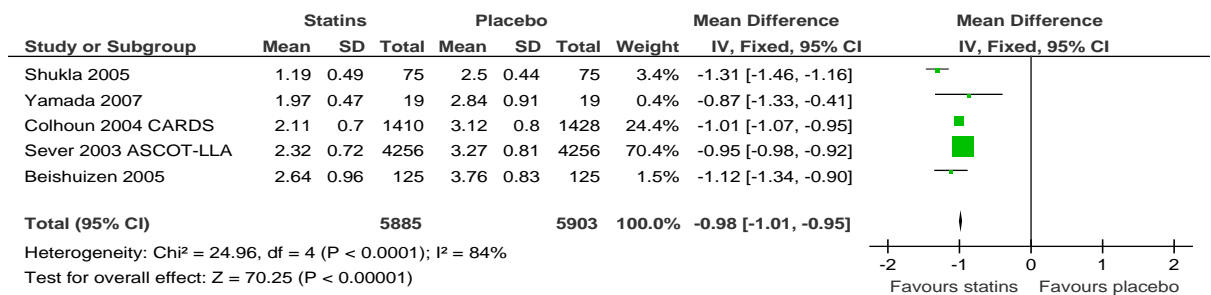 Statins Placebo Mean Difference Mean Difference
Study or Subgroup Mean SD Total Mean SD Total Weight IV, Fixed, 95% CI IV, Fixed, 95% CI
Shukla 2005 1.19 0.49 75 2.5 0.44 75 3.4% -1.31 [-1.46, -1.16]
Yamada 2007 1.97 0.47 19 2.84 0.91 19 0.4% -0.87 [-1.33, -0.41]
Colhoun 2004 CARDS 2.11 0.7 1410 3.12 0.8 1428 24.4% -1.01 [-1.07, -0.95]
Sever 2003 ASCOT-LLA 2.32 0.72 4256 3.27 0.81 4256 70.4% -0.95 [-0.98, -0.92]
Beishuizen 2005 2.64 0.96 125 3.76 0.83 125 1.5% -1.12 [-1.34, -0.90]
Total (95% CI) 5885 5903 100.0% -0.98 [-1.01, -0.95]
Heterogeneity: Chi² = 24.96, df = 4 (P < 0.0001); I² = 84%
Test for overall effect: Z = 70.25 (P < 0.00001)
-2 -1 0 1 2
Favours statins Favours placebo